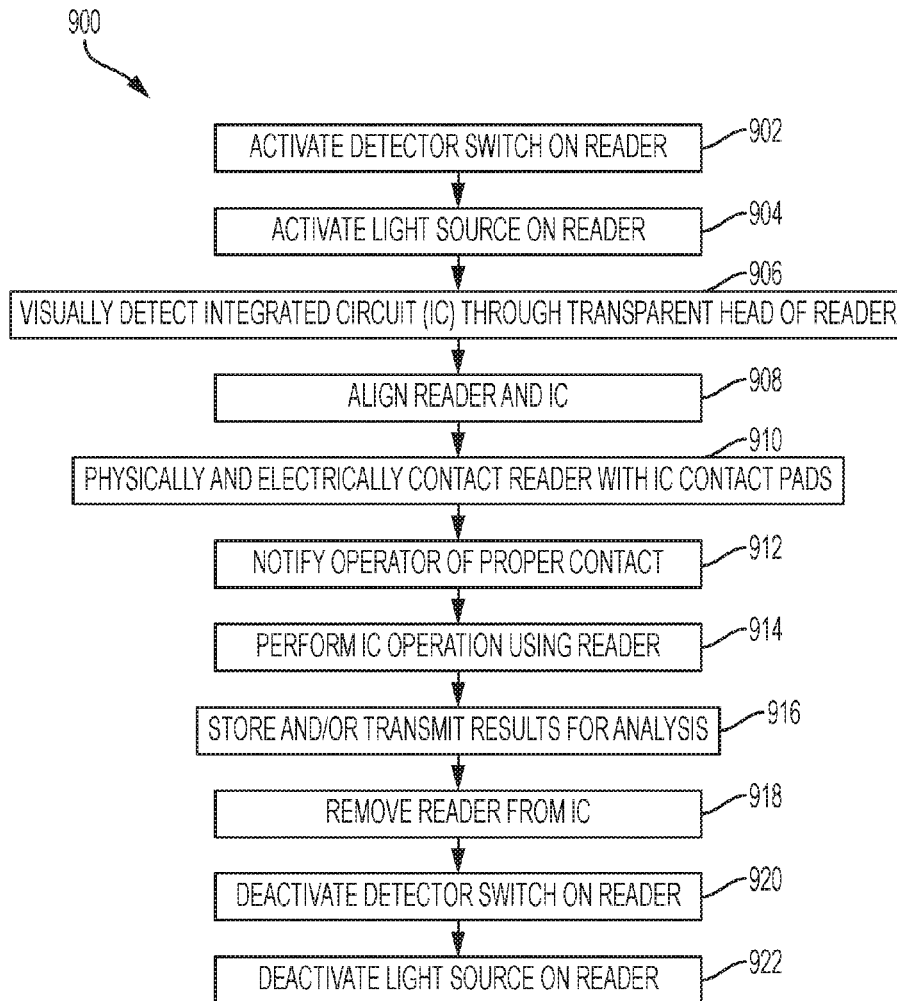 900
ACTIVATE DETECTOR SWITCH ON READER
902
ACTIVATE LIGHT SOURCE ON READER
904
906
VISUALLY DETECT INTEGRATED CIRCUIT (IC) THROUGH TRANSPARENT HEAD OF READER
ALIGN READER AND IC
908
910
PHYSICALLY AND ELECTRICALLY CONTACT READER WITH IC CONTACT PADS
NOTIFY OPERATOR OF PROPER CONTACT
912
PERFORM IC OPERATION USING READER
914
STORE AND/OR TRANSMIT RESULTS FOR ANALYSIS
916
REMOVE READER FROM IC
918
DEACTIVATE DETECTOR SWITCH ON READER
920
DEACTIVATE LIGHT SOURCE ON READER
922